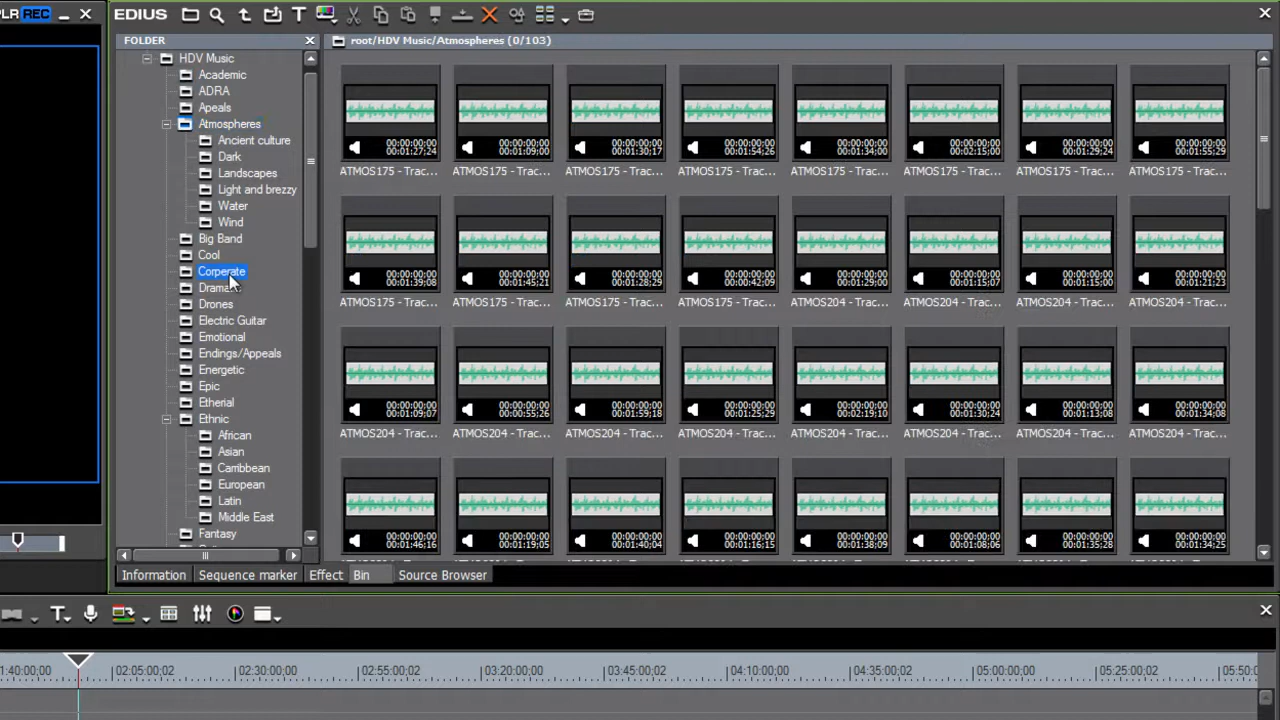 PLR REC
EDIUS
FOLDER
root/HDV Music/Atmospheres (0/103)
HDV Music
Academic
ADRA
Apeals
Atmospheres
Ancient culture
Dark
Landscapes
Light and brezzy
Water
Wind
Big Band
Cool
Corperate
Drama
Drones
Electric Guitar
Emotional
Endings/Appeals
Energetic
Epic
Etherial
Ethnic
African
Asian
Carribbean
European
Latin
Middle East
Fantasy
00:00:00;00 00:00:00;00 00:00:00;00 00:00:00;00 00:00:00;00 00:00:00;00 00:00:00;00 00:00:00;00
00:01:27;24 00:01:09;00 00:01:30;17 00:01:54;26 00:01:34;00 00:02:15;00 00:01:29;24 00:01:55;29
ATMOS175 - Trac... ATMOS175 - Trac... ATMOS175 - Trac... ATMOS175 - Trac... ATMOS175 - Trac... ATMOS175 - Trac... ATMOS175 - Trac... ATMOS175 - Trac...
00:00:00;00 00:00:00;00 00:00:00;00 00:00:00;00 00:00:00;00 00:00:00;00 00:00:00;00 00:00:00;00
00:01:39;08 00:01:45;21 00:01:28;29 00:00:42;09 00:01:29;00 00:01:15;07 00:01:15;00 00:01:21;23
ATMOS175 - Trac... ATMOS175 - Trac... ATMOS175 - Trac... ATMOS175 - Trac... ATMOS175 - Trac... ATMOS204 - Trac... ATMOS204 - Trac... ATMOS204 - Trac...
00:00:00;00 00:00:00;00 00:00:00;00 00:00:00;00 00:00:00;00 00:00:00;00 00:00:00;00 00:00:00;00
00:01:09;07 00:00:55;26 00:01:59;18 00:01:25;29 00:02:19;10 00:01:30;24 00:01:13;08 00:01:34;08
ATMOS204 - Trac... ATMOS204 - Trac... ATMOS204 - Trac... ATMOS204 - Trac... ATMOS204 - Trac... ATMOS204 - Trac... ATMOS204 - Trac... ATMOS204 - Trac...
00:00:00;00 00:00:00;00 00:00:00;00 00:00:00;00 00:00:00;00 00:00:00;00 00:00:00;00 00:00:00;00
00:01:46;16 00:01:19;05 00:01:40;04 00:01:16;15 00:01:38;09 00:01:08;06 00:01:35;28 00:01:34;25
Information Sequence marker Effect Bin Source Browser
1:40:00;00 02:05:00;02 02:30:00;00 02:55:00;02 03:20:00;00 03:45:00;02 04:10:00;00 04:35:00;02 05:00:00;00 05:25:00;02 05:50:0